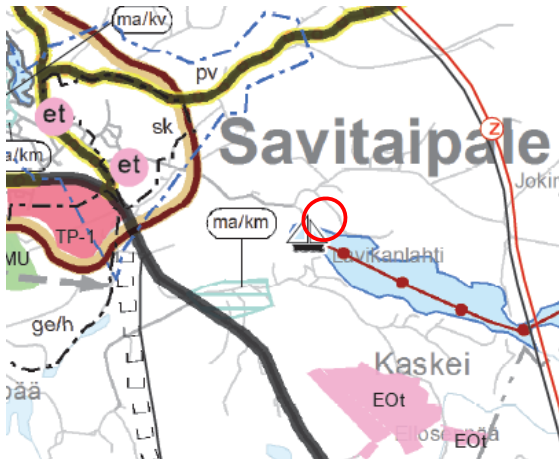 ma/kv
pv
et
sk
et
Savitaipale
z
a/km
Jokin
ma/km
TP-1
MU
Lavikanlahti
ge/h
Kaskei
pää
EOt
EOt